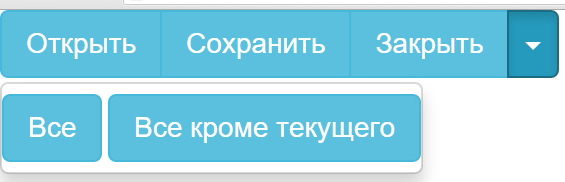 Открыть Сохранить Закрыть
Все Все кроме текущего